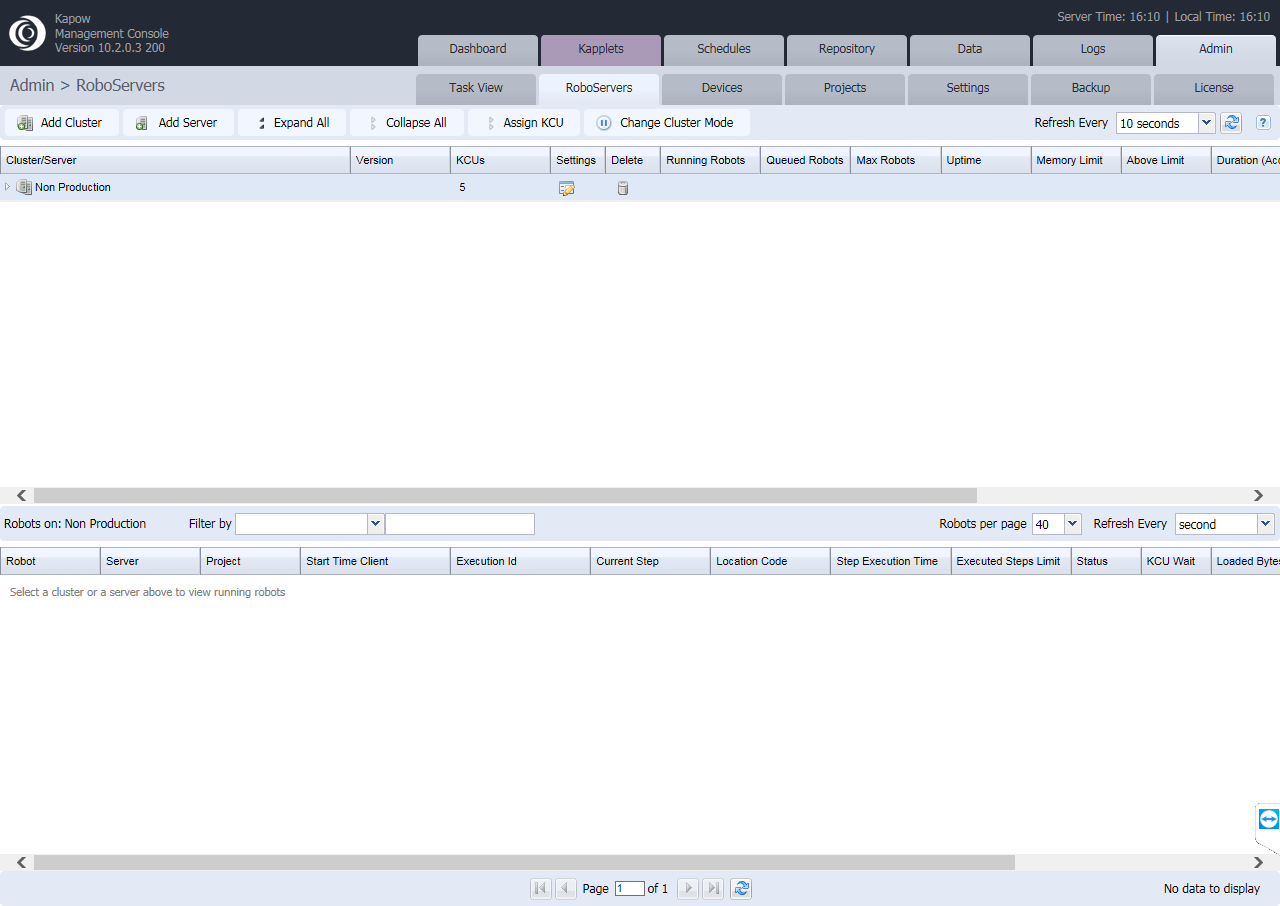 Kapow
Management Console
Version 10.2.0.3 200
Server Time: 16:10 | Local Time: 16:10
Dashboard Kapplets Schedules Repository Data Logs Admin
Admin > RoboServers
Task View RoboServers Devices Projects Settings Backup License
Add Cluster Add Server Expand All Collapse All Assign KCU Change Cluster Mode Refresh Every 10 seconds ?
Cluster/Server Version KCUs Settings Delete Running Robots Queued Robots Max Robots Uptime Memory Limit Above Limit Duration (Acc
Non Production 5
Robots on: Non Production Filter by Robots per page 40 Refresh Every second
Robot Server Project Start Time Client Execution Id Current Step Location Code Step Execution Time Executed Steps Limit Status KCU Wait Loaded Bytes
Select a cluster or a server above to view running robots
Page 1 of 1 No data to display